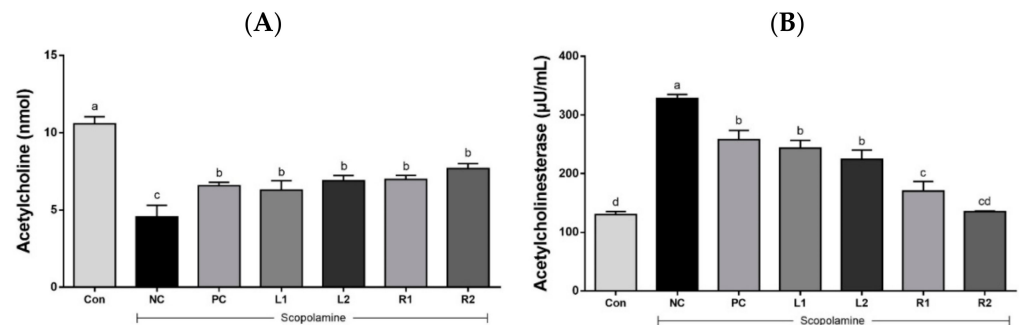 (A)
Acetylcholine (nmol)
15
10
5
0
a
c
b
b
b
b
b
Con NC PC L1 L2 R1 R2
Scopolamine
(B)
Acetylcholinesterase (µU/mL)
400
300
200
100
0
d
a
b
b
b
c
cd
Con NC PC L1 L2 R1 R2
Scopolamine